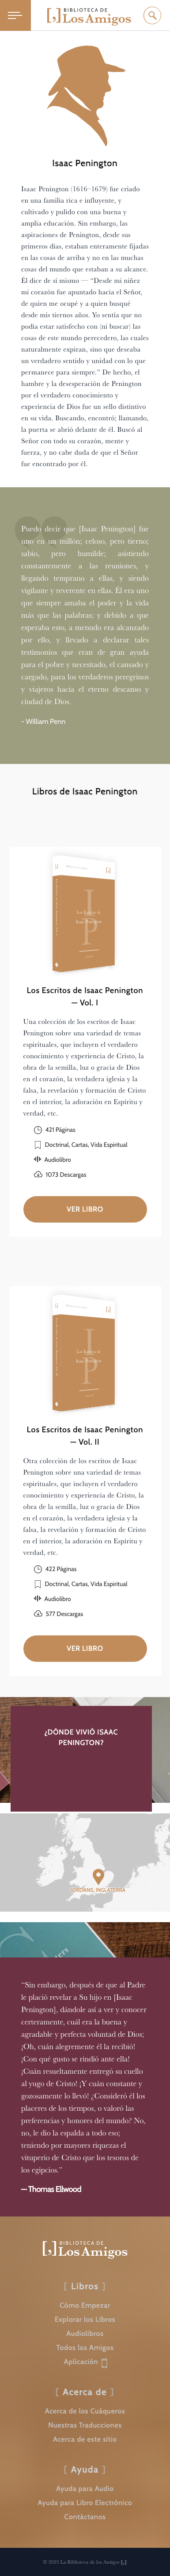 BIBLIOTECA DE
Los Amigos
Isaac Penington
Isaac Penington (1616–1679) fue criado
en una familia rica e influyente, y
cultivado y pulido con una buena y
amplia educación. Sin embargo, las
aspiraciones de Penington, desde sus
primeros días, estaban enteramente fijadas
en las cosas de arriba y no en las muchas
cosas del mundo que estaban a su alcance.
Él dice de sí mismo — “Desde mi niñez
mi corazón fue apuntado hacia el Señor,
de quien me ocupé y a quien busqué
desde mis tiernos años. Yo sentía que no
podía estar satisfecho con (ni buscar) las
cosas de este mundo perecedero, las cuales
naturalmente expiran, sino que deseaba
un verdadero sentido y unidad con lo que
permanece para siempre.” De hecho, el
hambre y la desesperación de Penington
por el verdadero conocimiento y
experiencia de Dios fue un sello distintivo
en su vida. Buscando, encontró; llamando,
la puerta se abrió delante de él. Buscó al
Señor con todo su corazón, mente y
fuerza, y no cabe duda de que el Señor
fue encontrado por él.
Puedo decir que [Isaac Penington] fue
uno en un millón; celoso, pero tierno;
sabio, pero humilde; asistiendo
constantemente a las reuniones, y
llegando temprano a ellas, y siendo
vigilante y reverente en ellas. Él era uno
que siempre amaba el poder y la vida
más que las palabras; y debido a que
esperaba esto, a menudo era alcanzado
por ello, y llevado a declarar tales
testimonios que eran de gran ayuda
para el pobre y necesitado, el cansado y
cargado, para los verdaderos peregrinos
y viajeros hacia el eterno descanso y
ciudad de Dios.
- William Penn
Libros de Isaac Penington
Los Escritos de
Isaac Penington
Los Escritos de Isaac Penington
— Vol. I
Una colección de los escritos de Isaac
Penington sobre una variedad de temas
espirituales, que incluyen el verdadero
conocimiento y experiencia de Cristo, la
obra de la semilla, luz o gracia de Dios
en el corazón, la verdadera iglesia y la
falsa, la revelación y formación de Cristo
en el interior, la adoración en Espíritu y
verdad, etc.
421 Páginas
Doctrinal, Cartas, Vida Espiritual
Audiolibro
1073 Descargas
VER LIBRO
Los Escritos de
Isaac Penington
Los Escritos de Isaac Penington
— Vol. II
Otra colección de los escritos de Isaac
Penington sobre una variedad de temas
espirituales, que incluyen el verdadero
conocimiento y experiencia de Cristo, la
obra de la semilla, luz o gracia de Dios
en el corazón, la verdadera iglesia y la
falsa, la revelación y formación de Cristo
en el interior, la adoración en Espíritu y
verdad, etc.
422 Páginas
Doctrinal, Cartas, Vida Espiritual
Audiolibro
577 Descargas
VER LIBRO
¿DÓNDE VIVIÓ ISAAC
PENINGTON?
JORDANS, INGLATERRA
“Sin embargo, después de que al Padre
le plació revelar a Su hijo en [Isaac
Penington], dándole así a ver y conocer
certeramente, cuál era la buena y
agradable y perfecta voluntad de Dios;
¡Oh, cuán alegremente él la recibió!
¡Con qué gusto se rindió ante ella!
¡Cuán resueltamente entregó su cuello
al yugo de Cristo! ¡Y cuán constante y
gozosamente lo llevó! ¿Consideró él los
placeres de los tiempos, o valoró las
preferencias y honores del mundo? No,
no, le dio la espalda a todo eso;
teniendo por mayores riquezas el
vituperio de Cristo que los tesoros de
los egipcios.”
— Thomas Ellwood
BIBLIOTECA DE
Los Amigos
[ Libros ]
Cómo Empezar
Explorar los Libros
Audiolibros
Todos los Amigos
Aplicación
[ Acerca de ]
Acerca de los Cuáqueros
Nuestras Traducciones
Acerca de este sitio
[ Ayuda ]
Ayuda para Audio
Ayuda para Libro Electrónico
Contáctanos
© 2021 La Biblioteca de los Amigos